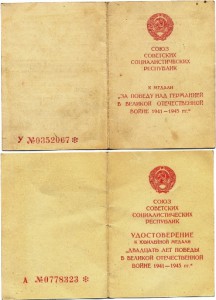 СОЮЗ
СОВЕТСКИХ
СОЦИАЛИСТИЧЕСКИХ
РЕСПУБЛИК
К МЕДАЛИ
"ЗА ПОБЕДУ НАД ГЕРМАНИЕЙ
В ВЕЛИКОЙ ОТЕЧЕСТВЕННОЙ
ВОЙНЕ 1941—1945 гг."
У №0352067
СОЮЗ
СОВЕТСКИХ
СОЦИАЛИСТИЧЕСКИХ
РЕСПУБЛИК
УДОСТОВЕРЕНИЕ
К ЮБИЛЕЙНОЙ МЕДАЛИ
"ДВАДЦАТЬ ЛЕТ ПОБЕДЫ
В ВЕЛИКОЙ ОТЕЧЕСТВЕННОЙ
ВОЙНЕ 1941—1945 гг."
А №0778323